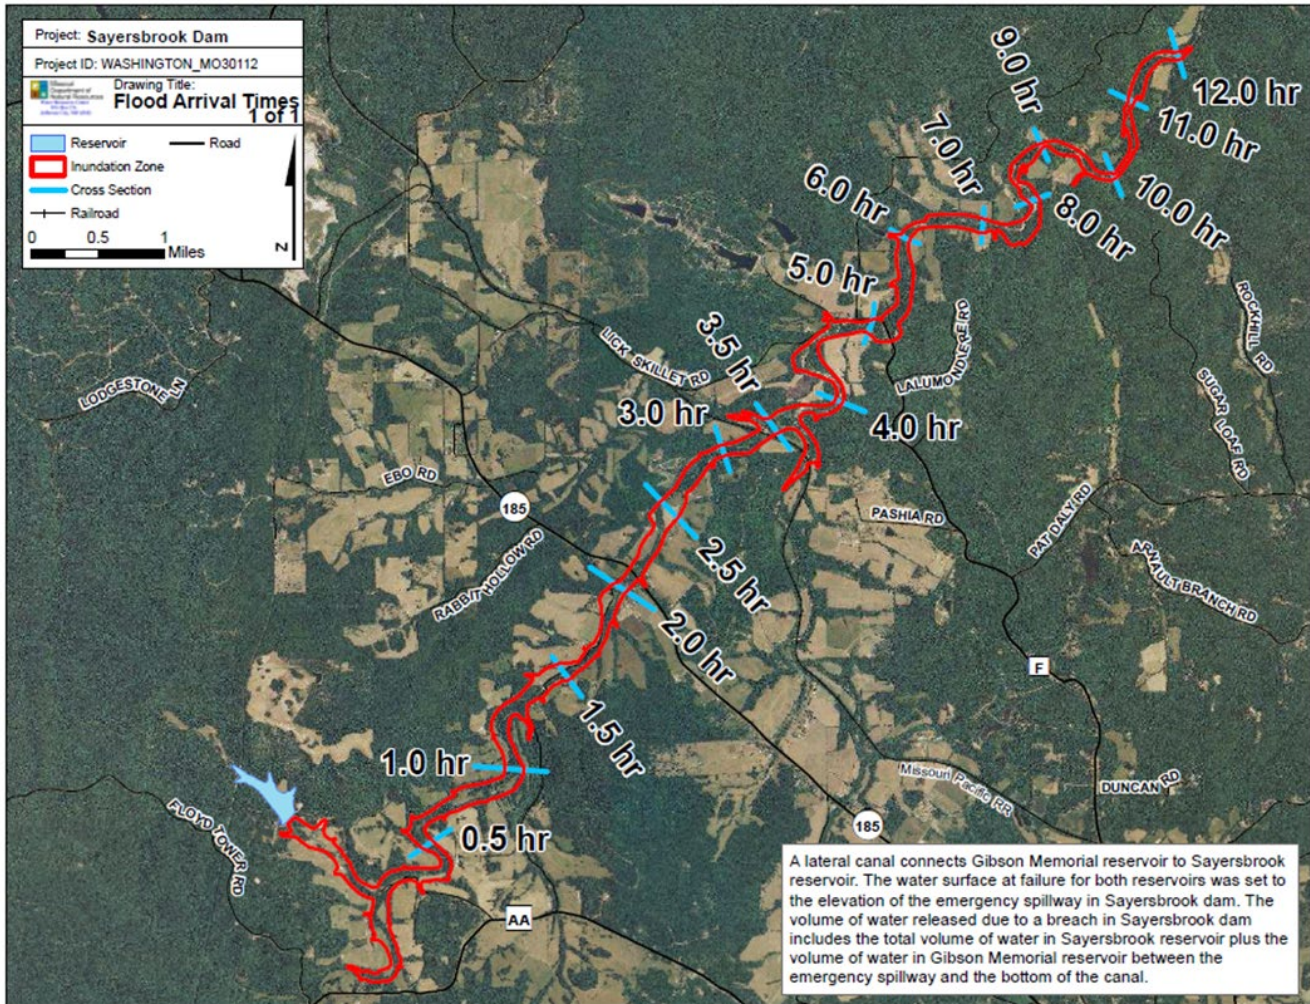 Project: Sayersbrook Dam
Project ID: WASHINGTON_MO30112
Missouri
Department of
Natural Resources
Drawing Title:
Flood Arrival Times
1 of 1
Reservoir
Road
Inundation Zone
Cross Section
Railroad
0 0.5 1
Miles
N
12.0 hr
11.0 hr
10.0 hr
9.0 hr
8.0 hr
7.0 hr
6.0 hr
5.0 hr
4.0 hr
3.5 hr
3.0 hr
2.5 hr
2.0 hr
1.5 hr
1.0 hr
0.5 hr
LODGESTONE LN
LICK SKILLET RD
LALUMONDIERE RD
ROCKHILL RD
SUGAR LOAF RD
EBO RD
185
RABBIT HOLLOW RD
PASHIA RD
PAT DALY RD
ARNAULT BRANCH RD
F
FLOYD TOWER RD
Missouri Pacific RR
DUNCAN RD
185
AA
A lateral canal connects Gibson Memorial reservoir to Sayersbrook
reservoir. The water surface at failure for both reservoirs was set to
the elevation of the emergency spillway in Sayersbrook dam. The
volume of water released due to a breach in Sayersbrook dam
includes the total volume of water in Sayersbrook reservoir plus the
volume of water in Gibson Memorial reservoir between the
emergency spillway and the bottom of the canal.